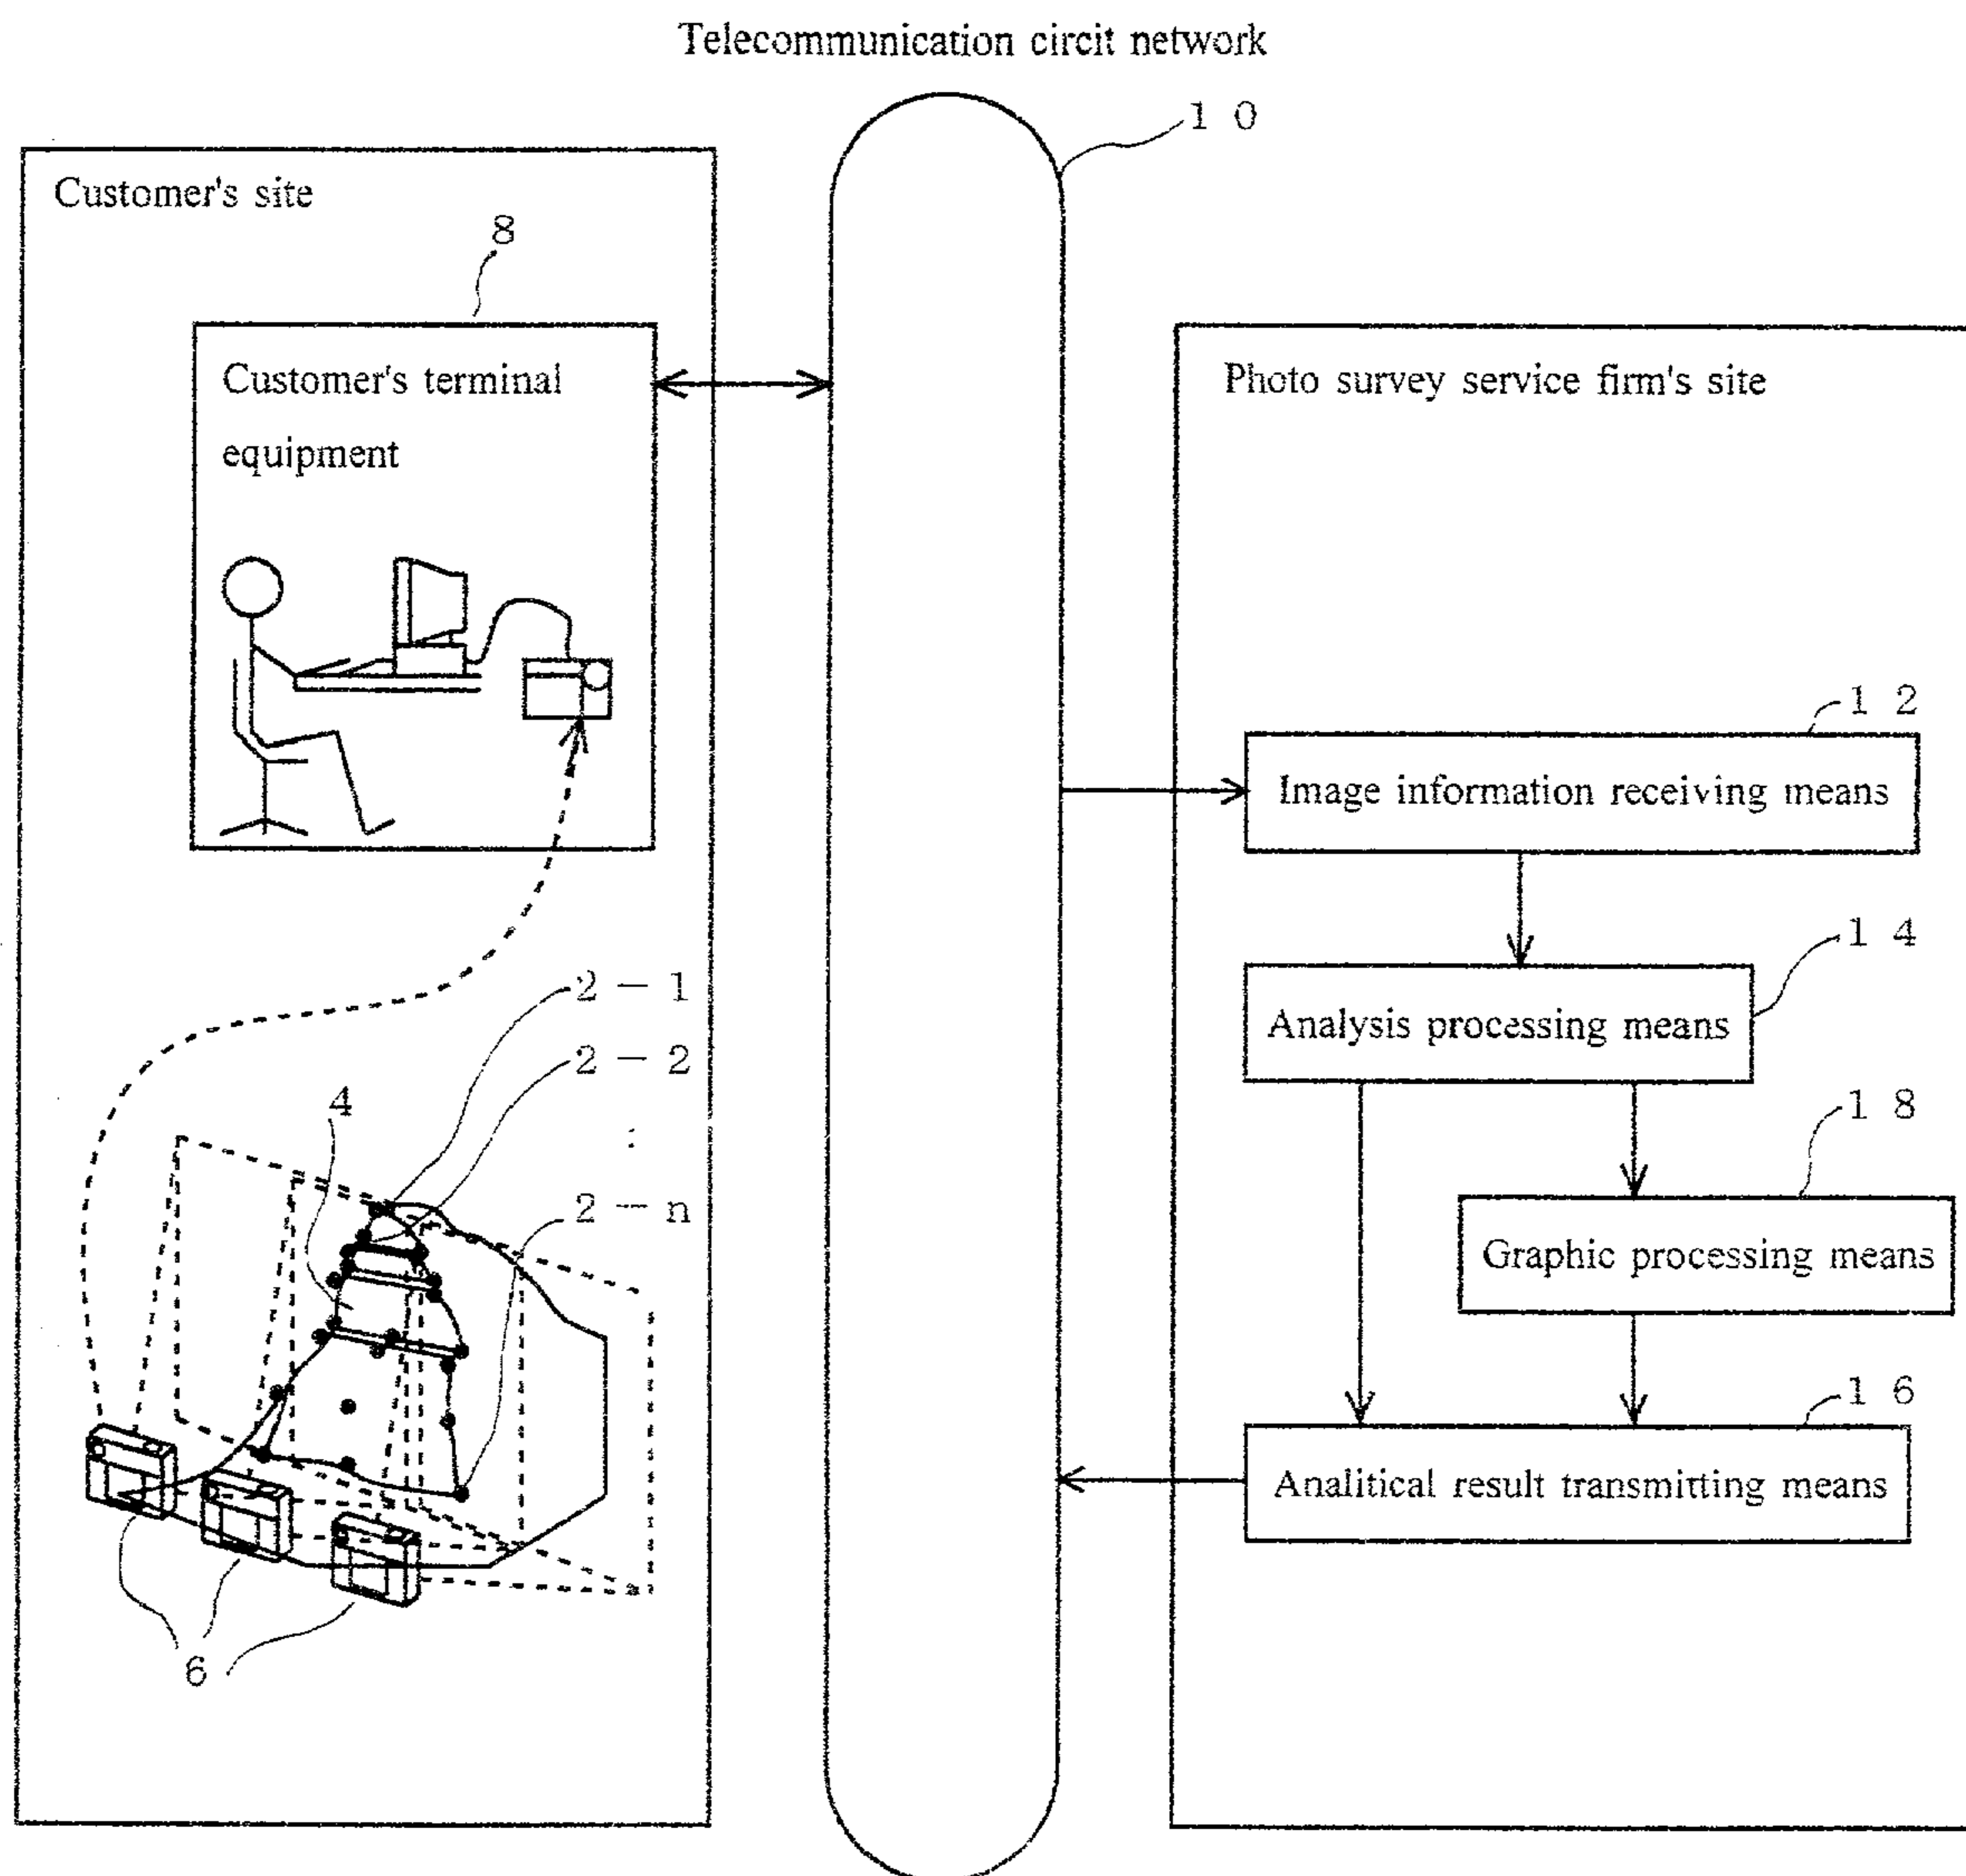 Telecommunication circit network
1 0
Customer's site
8
Customer's terminal
equipment
Photo survey service firm's site
1 2
Image information receiving means
1 4
Analysis processing means
2 - 1
2 - 2
4
:
1 8
2 - n
Graphic processing means
1 6
Analitical result transmitting means
6